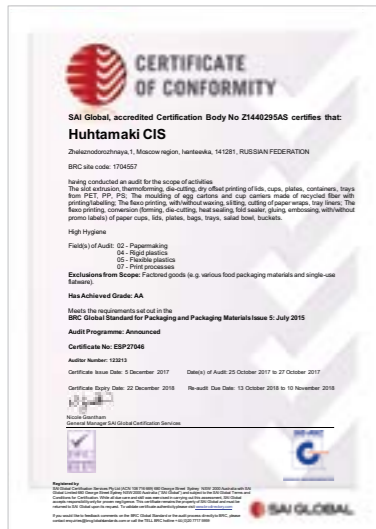 CERTIFICATE
OF CONFORMITY
SAI Global, accredited Certification Body No Z1440295AS certifies that:
Huhtamaki CIS
Zheleznodorozhnaya,1, Moscow region, Ivanteevka, 141281, RUSSIAN FEDERATION
BRC site code: 1704557
having conducted an audit for the scope of activities
The slot extrusion, thermoforming, die-cutting, dry offset printing of lids, cups, plates, containers, trays
from PET, PP, PS; The moulding of egg cartons and cup carriers made of recycled fiber with
printing/labelling; The flexo printing, with/without waxing, slitting, cutting of paper wraps, tray liners; The
flexo printing, conversion (forming, die-cutting, heat sealing, fold sealer, gluing, embossing, with/without
promo labels) of paper cups, lids, plates, bags, trays, salad bowl, buckets.
High Hygiene
Field(s) of Audit: 02 - Papermaking
04 - Rigid plastics
05 - Flexible plastics
07 - Print processes
Exclusions from Scope: Factored goods (e.g. various food packaging materials and single-use
flatware).
Has Achieved Grade: AA
Meets the requirements set out in the
BRC Global Standard for Packaging and Packaging Materials Issue 5: July 2015
Audit Programme: Announced
Certificate No: ESP27046
Auditor Number: 123213
Certificate Issue Date: 5 December 2017 Date(s) of Audit: 25 October 2017 to 27 October 2017
Certificate Expiry Date: 22 December 2018 Re-audit Due Date: 13 October 2018 to 10 November 2018
Nicole Grantham
General Manager SAI Global Certification Services
BRC
Registered by
SAI GLOBAL